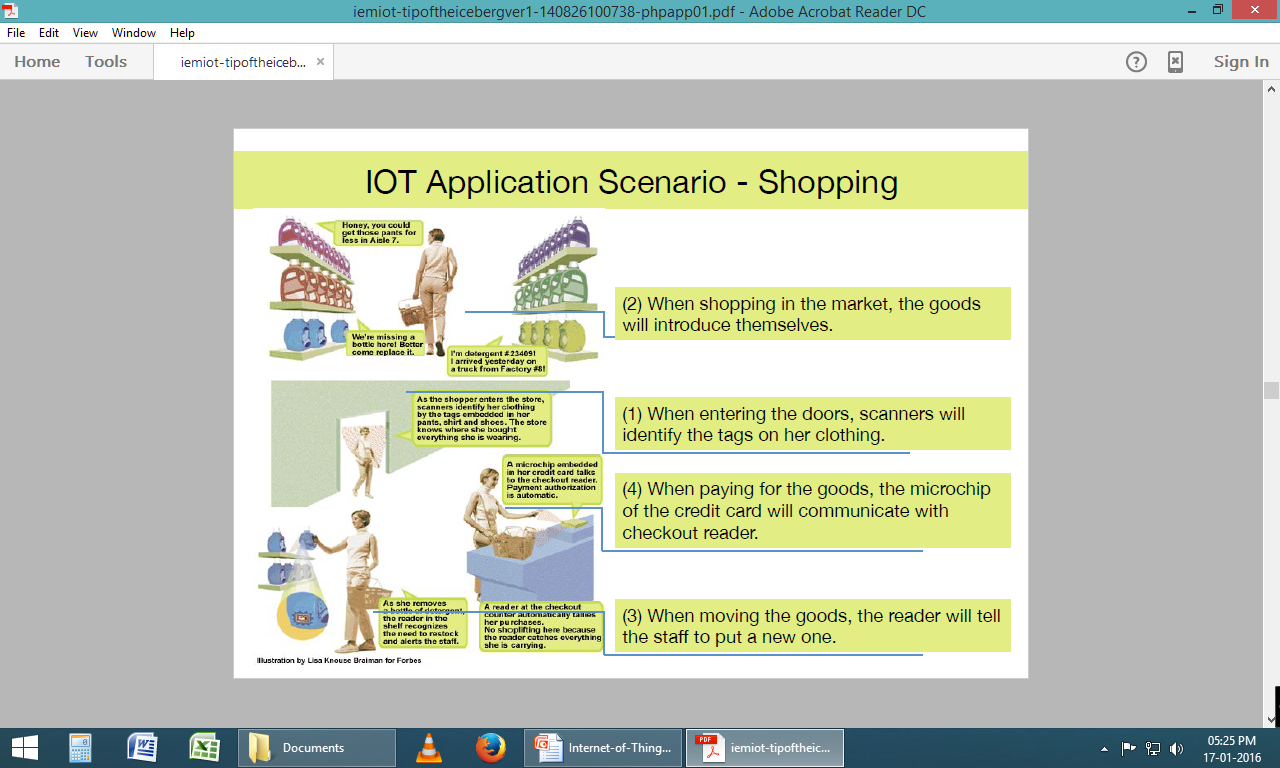 iemiot-tipoftheicebergver1-140826100738-phpapp01.pdf - Adobe Acrobat Reader DC
File Edit View Window Help
Home Tools iemiot-tipoftheiceb... × Sign In
IOT Application Scenario - Shopping
Honey, you could
get those pants for
less in Aisle 7.
We're missing a
bottle here! Better
come replace it.
I'm detergent #234091
I arrived yesterday on
a truck from Factory #8!
(2) When shopping in the market, the goods
will introduce themselves.
As the shopper enters the store,
scanners identify her clothing
by the tags embedded in her
pants, shirt and shoes. The store
knows where she bought
everything she is wearing.
(1) When entering the doors, scanners will
identify the tags on her clothing.
A microchip embedded
in her credit card talks
to the checkout reader.
Payment authorization
is automatic.
(4) When paying for the goods, the microchip
of the credit card will communicate with
checkout reader.
As she removes
a bottle of detergent,
the reader in the
shelf recognizes
the need to restock
and alerts the staff.
A reader at the checkout
counter automatically tallies
her purchases.
No shoplifting here because
the reader catches everything
she is carrying.
(3) When moving the goods, the reader will tell
the staff to put a new one.
Illustration by Lisa Knouse Braiman for Forbes
Documents
Internet-of-Thing...
PDF
iemiot-tipoftheic...
05:25 PM
17-01-2016